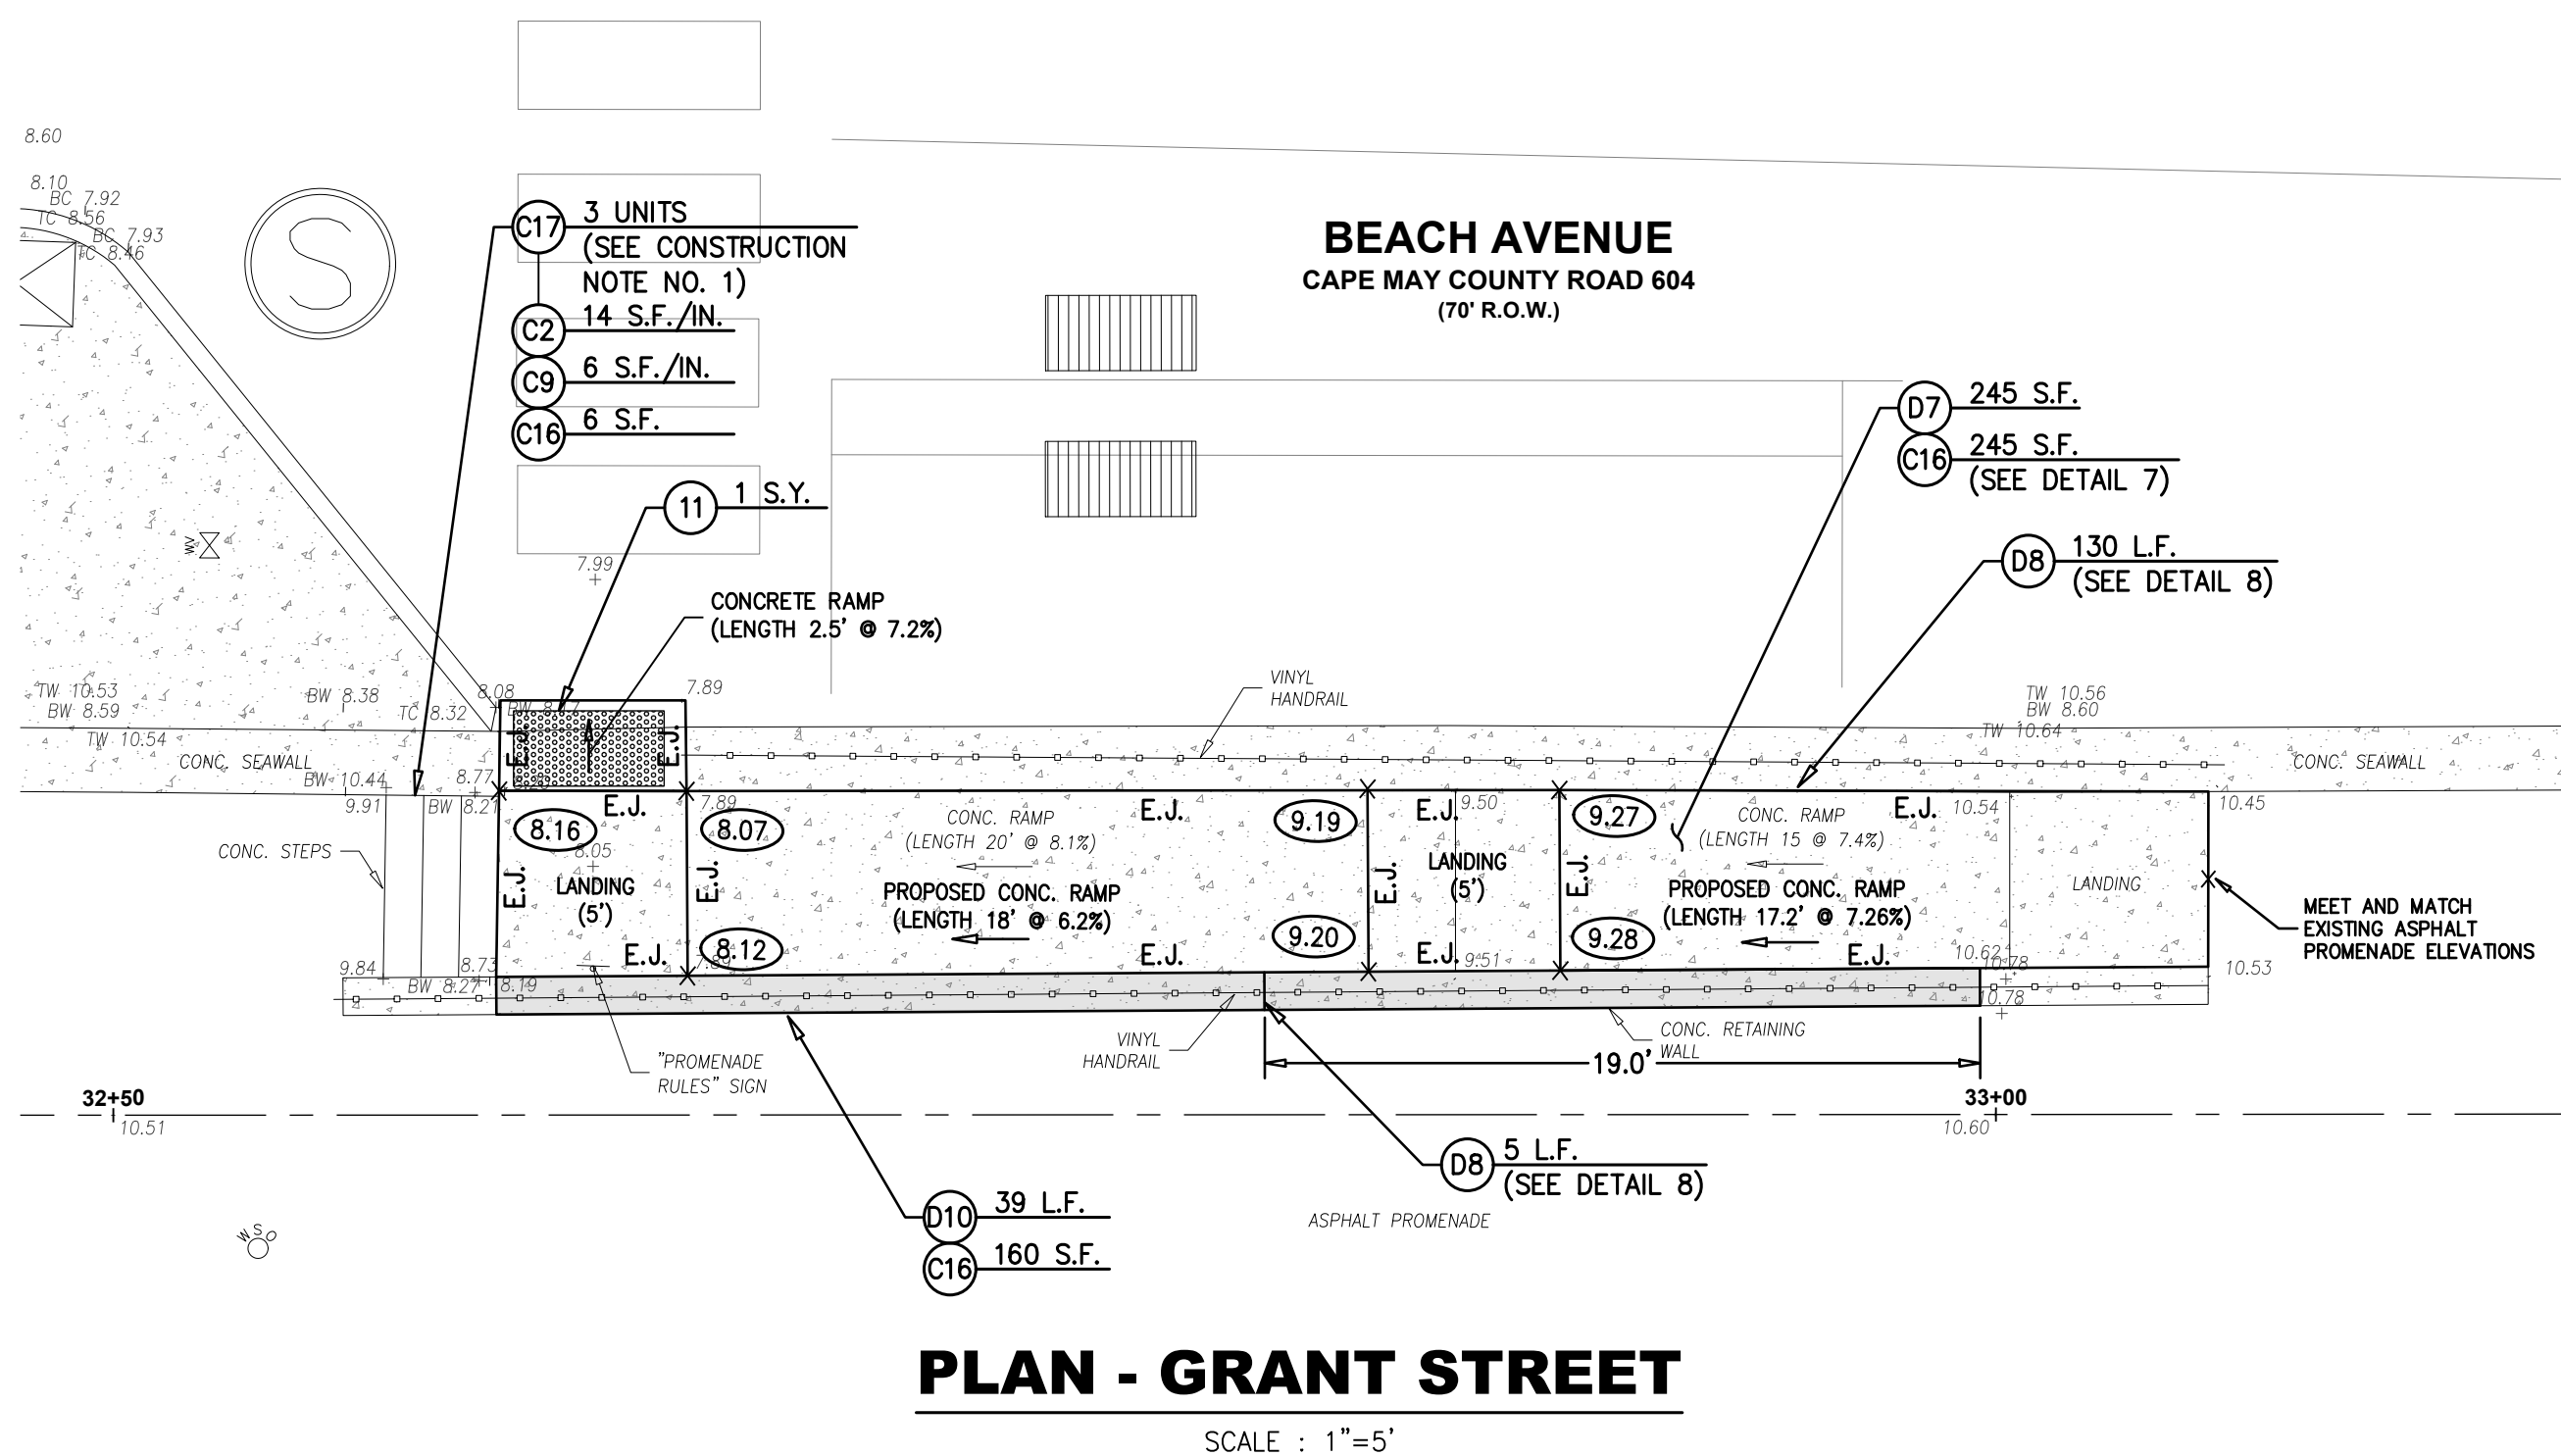 8.60
8.10
BC 7.92
TC 8.56
BC 7.93
TC 8.46
S
C17 3 UNITS
(SEE CONSTRUCTION
NOTE NO. 1)
C2 14 S.F./IN.
C9 6 S.F./IN.
C16 6 S.F.
BEACH AVENUE
CAPE MAY COUNTY ROAD 604
(70' R.O.W.)
D7 245 S.F.
C16 245 S.F.
(SEE DETAIL 7)
11 1 S.Y.
WV
7.99
D8 130 L.F.
(SEE DETAIL 8)
CONCRETE RAMP
(LENGTH 2.5' @ 7.2%)
VINYL
HANDRAIL
TW 10.53
BW 8.59
BW 8.38
8.08
TC 8.32
7.89
TW 10.56
BW 8.60
TW 10.54
TW 10.64
CONC. SEAWALL
E.J.
E.J.
CONC. SEAWALL
BW 10.44
8.77
9.91
BW 8.21
E.J.
7.89
E.J.
E.J.
9.50
E.J.
10.54
10.45
8.16
8.07
9.19
9.27
CONC. RAMP
(LENGTH 20' @ 8.1%)
CONC. RAMP
(LENGTH 15 @ 7.4%)
CONC. STEPS
8.05
LANDING
(5')
E.J.
E.J.
PROPOSED CONC. RAMP
(LENGTH 18' @ 6.2%)
E.J.
LANDING
(5')
E.J.
PROPOSED CONC. RAMP
(LENGTH 17.2' @ 7.26%)
LANDING
MEET AND MATCH
EXISTING ASPHALT
PROMENADE ELEVATIONS
8.12
9.20
9.28
E.J.
E.J.
E.J.
E.J.
9.84
8.73
7.89
9.51
10.62
10.78
10.53
BW 8.27
8.19
10.78
"PROMENADE
RULES" SIGN
VINYL
HANDRAIL
CONC. RETAINING
WALL
19.0'
32+50
10.51
33+00
10.60
D8 5 L.F.
(SEE DETAIL 8)
D10 39 L.F.
C16 160 S.F.
ASPHALT PROMENADE
WSO
PLAN - GRANT STREET
SCALE : 1"=5'